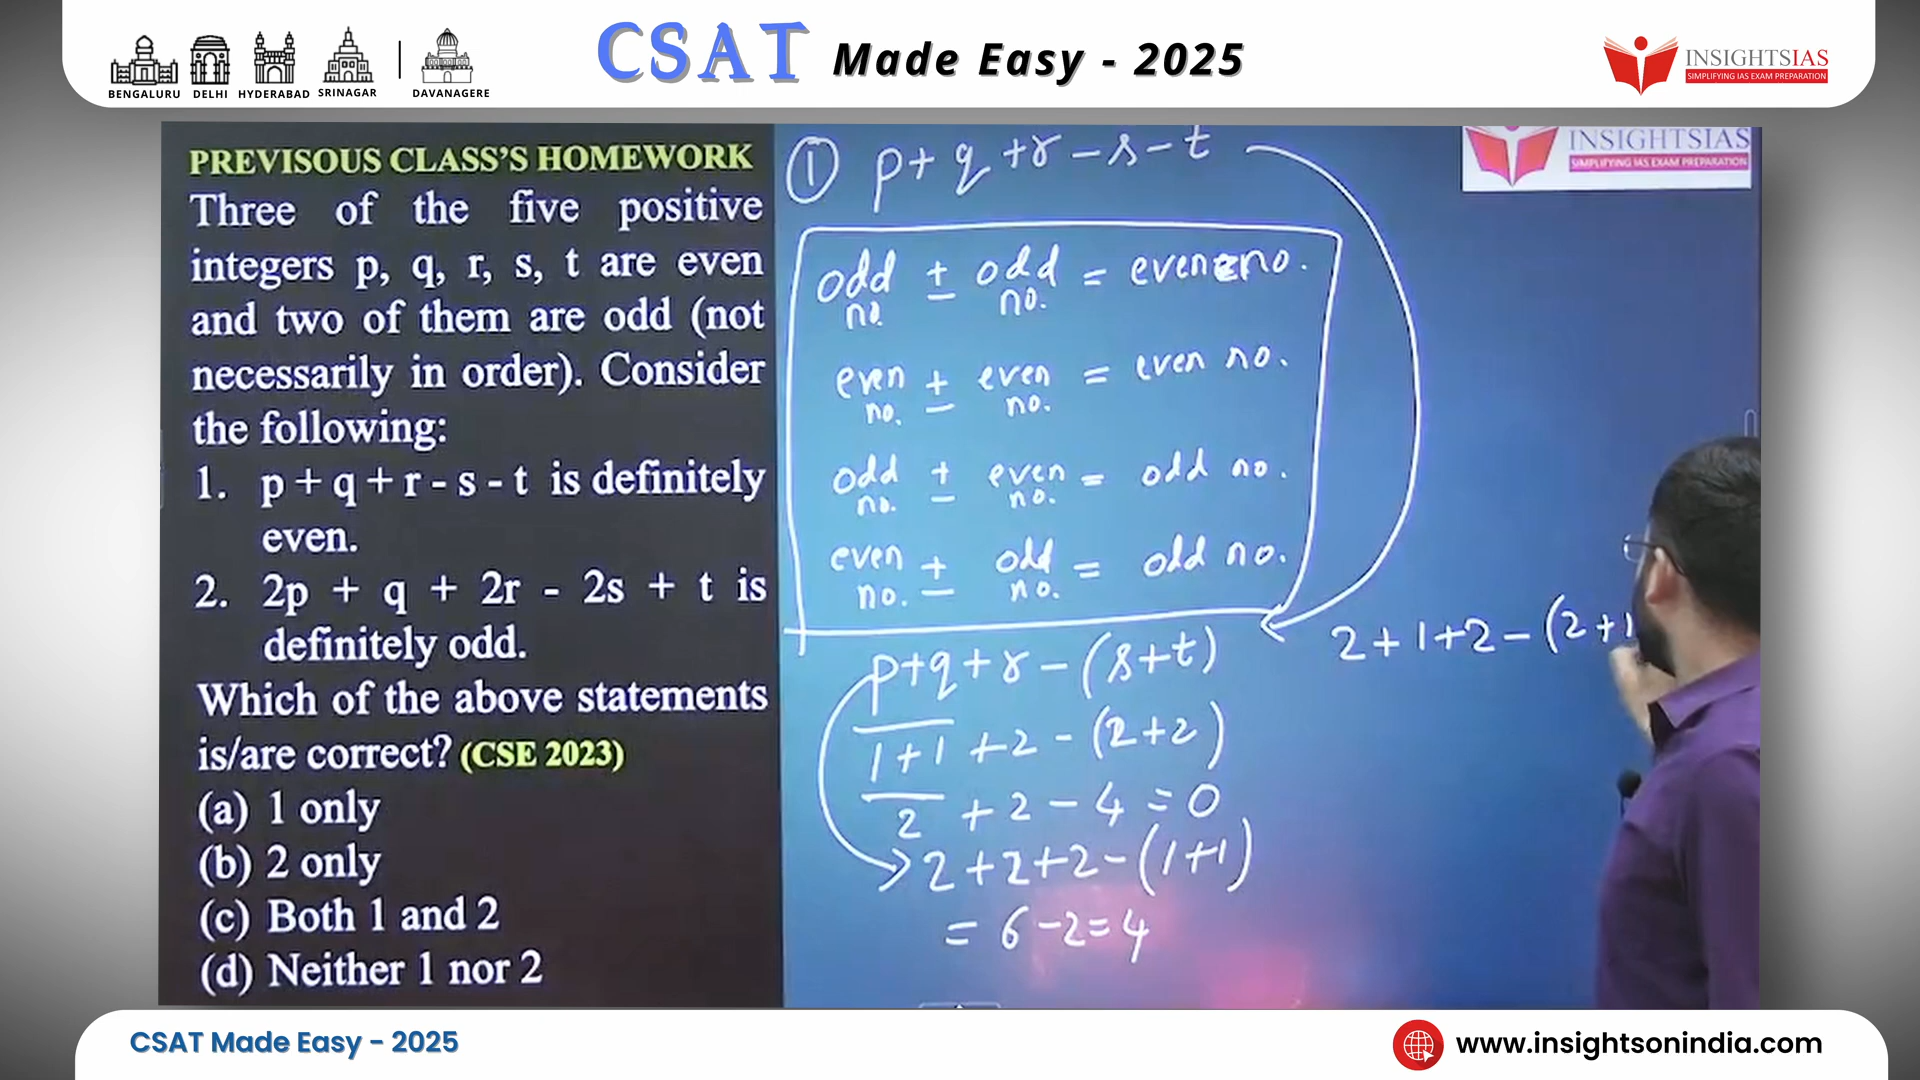 CSAT Made Easy - 2025
BENGALURU DELHI HYDERABAD SRINAGAR DAVANAGERE
INSIGHTSIAS
SIMPLIFYING IAS EXAM PREPARATION
PREVISOUS CLASS'S HOMEWORK
Three of the five positive
integers p, q, r, s, t are even
and two of them are odd (not
necessarily in order). Consider
the following:
1. p + q + r - s - t is definitely
even.
2. 2p + q + 2r - 2s + t is
definitely odd.
Which of the above statements
is/are correct? (CSE 2023)
(a) 1 only
(b) 2 only
(c) Both 1 and 2
(d) Neither 1 nor 2
① p+q+r-s-t
odd no. ± odd no. = even no.
even no. ± even no. = even no.
odd no. ± even no. = odd no.
even no. ± odd no. = odd no.
p+q+r-(s+t)
1+1+2-(2+2)
2+2-4=0
2+2+2-(1+1)
=6-2=4
2+1+2-(2+1
INSIGHTSIAS
SIMPLIFYING IAS EXAM PREPARATION
CSAT Made Easy - 2025
www.insightsonindia.com